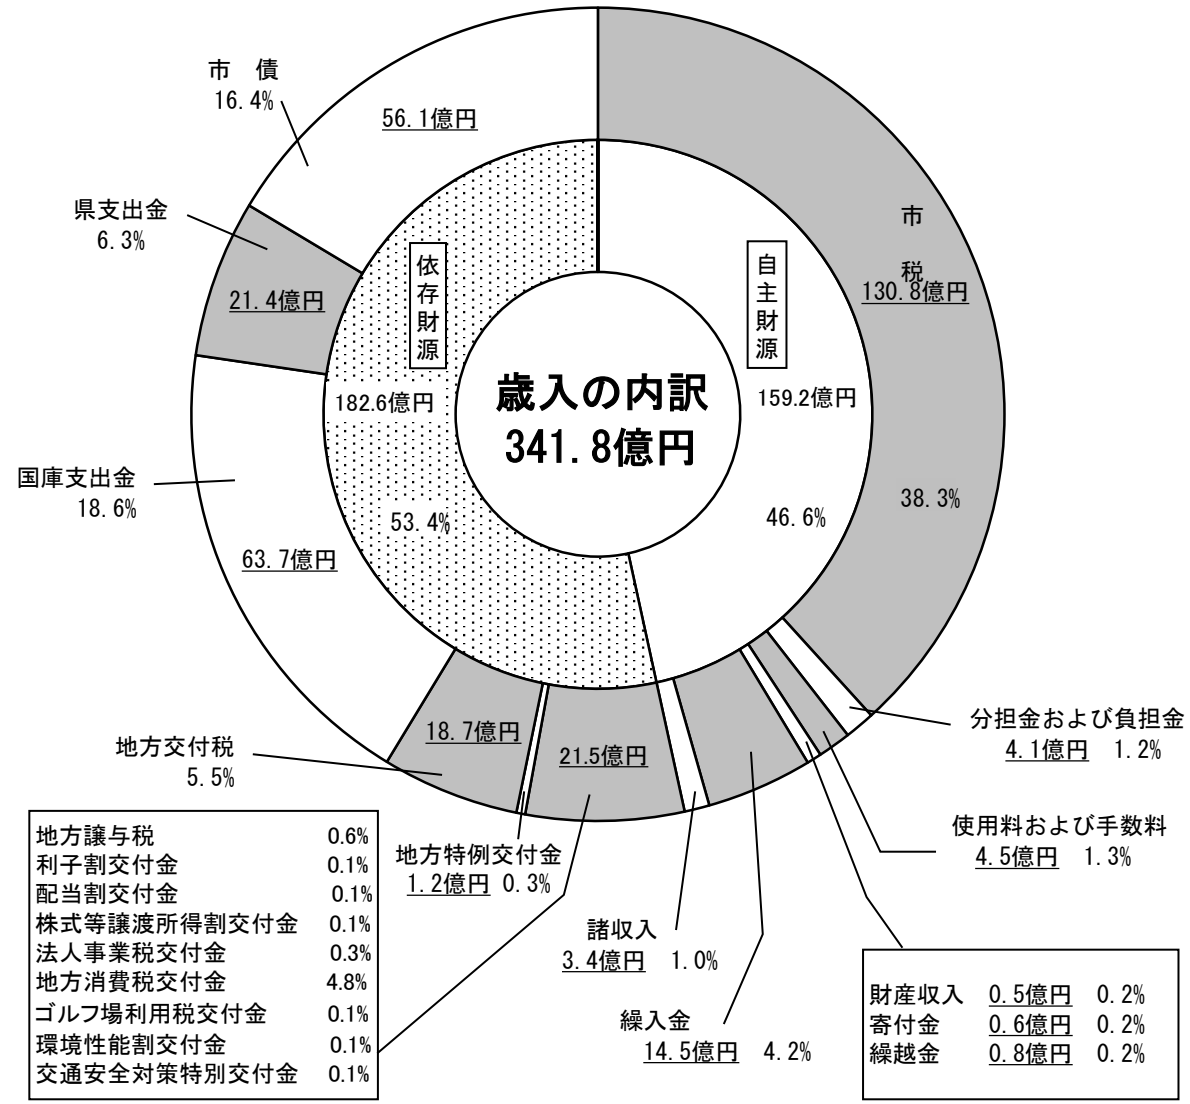 歳入の内訳
341.8億円
自主財源
159.2億円
46.6%
依存財源
182.6億円
53.4%
市税
130.8億円
38.3%
分担金および負担金
4.1億円 1.2%
使用料および手数料
4.5億円 1.3%
財産収入 0.5億円 0.2%
寄付金 0.6億円 0.2%
繰越金 0.8億円 0.2%
繰入金
14.5億円 4.2%
諸収入
3.4億円 1.0%
21.5億円
地方譲与税 0.6%
利子割交付金 0.1%
配当割交付金 0.1%
株式等譲渡所得割交付金 0.1%
法人事業税交付金 0.3%
地方消費税交付金 4.8%
ゴルフ場利用税交付金 0.1%
環境性能割交付金 0.1%
交通安全対策特別交付金 0.1%
地方特例交付金
1.2億円 0.3%
地方交付税
5.5%
18.7億円
国庫支出金
18.6%
63.7億円
県支出金
6.3%
21.4億円
市 債
16.4%
56.1億円